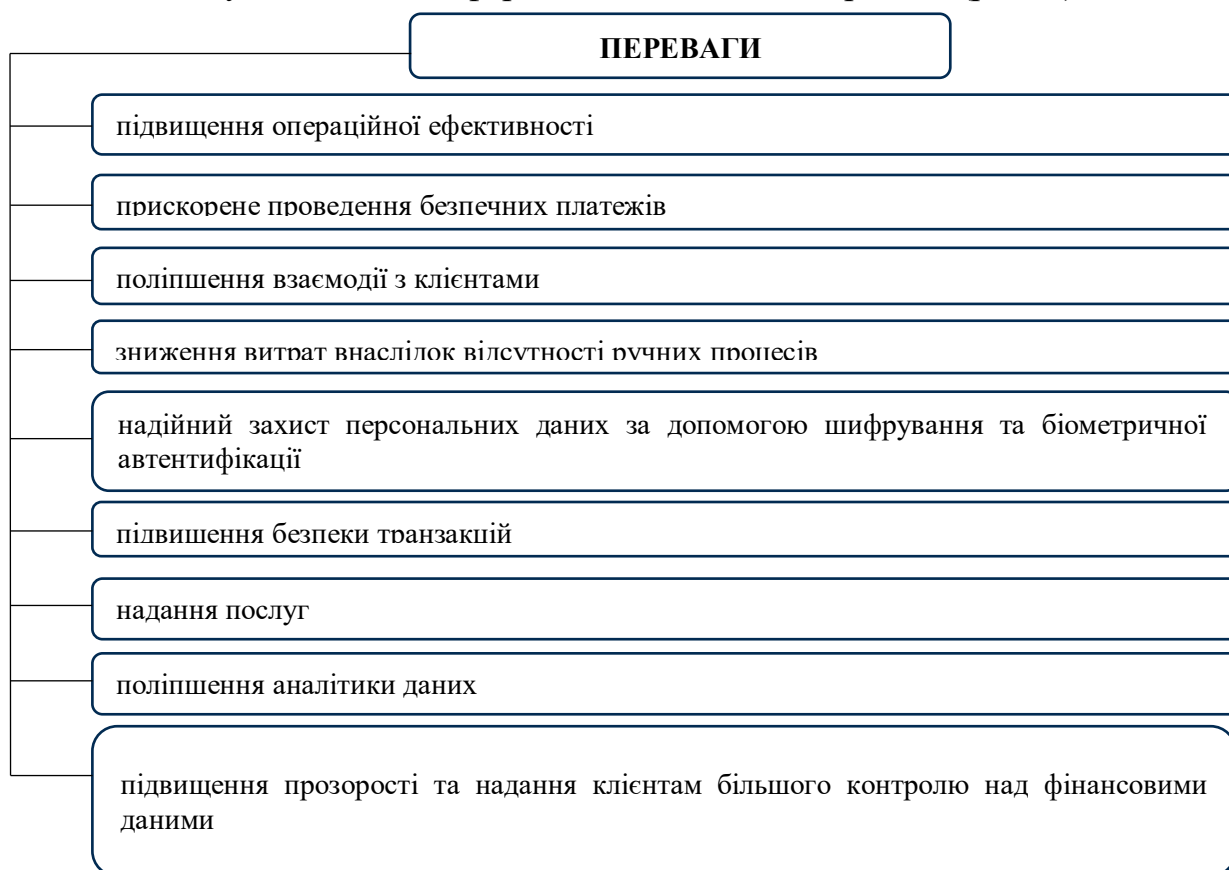 ПЕРЕВАГИ
підвищення операційної ефективності
прискорене проведення безпечних платежів
поліпшення взаємодії з клієнтами
зниження витрат внаслідок відсутності ручних процесів
надійний захист персональних даних за допомогою шифрування та біометричної
автентифікації
підвищення безпеки транзакцій
надання послуг
поліпшення аналітики даних
підвищення прозорості та надання клієнтам більшого контролю над фінансовими
даними